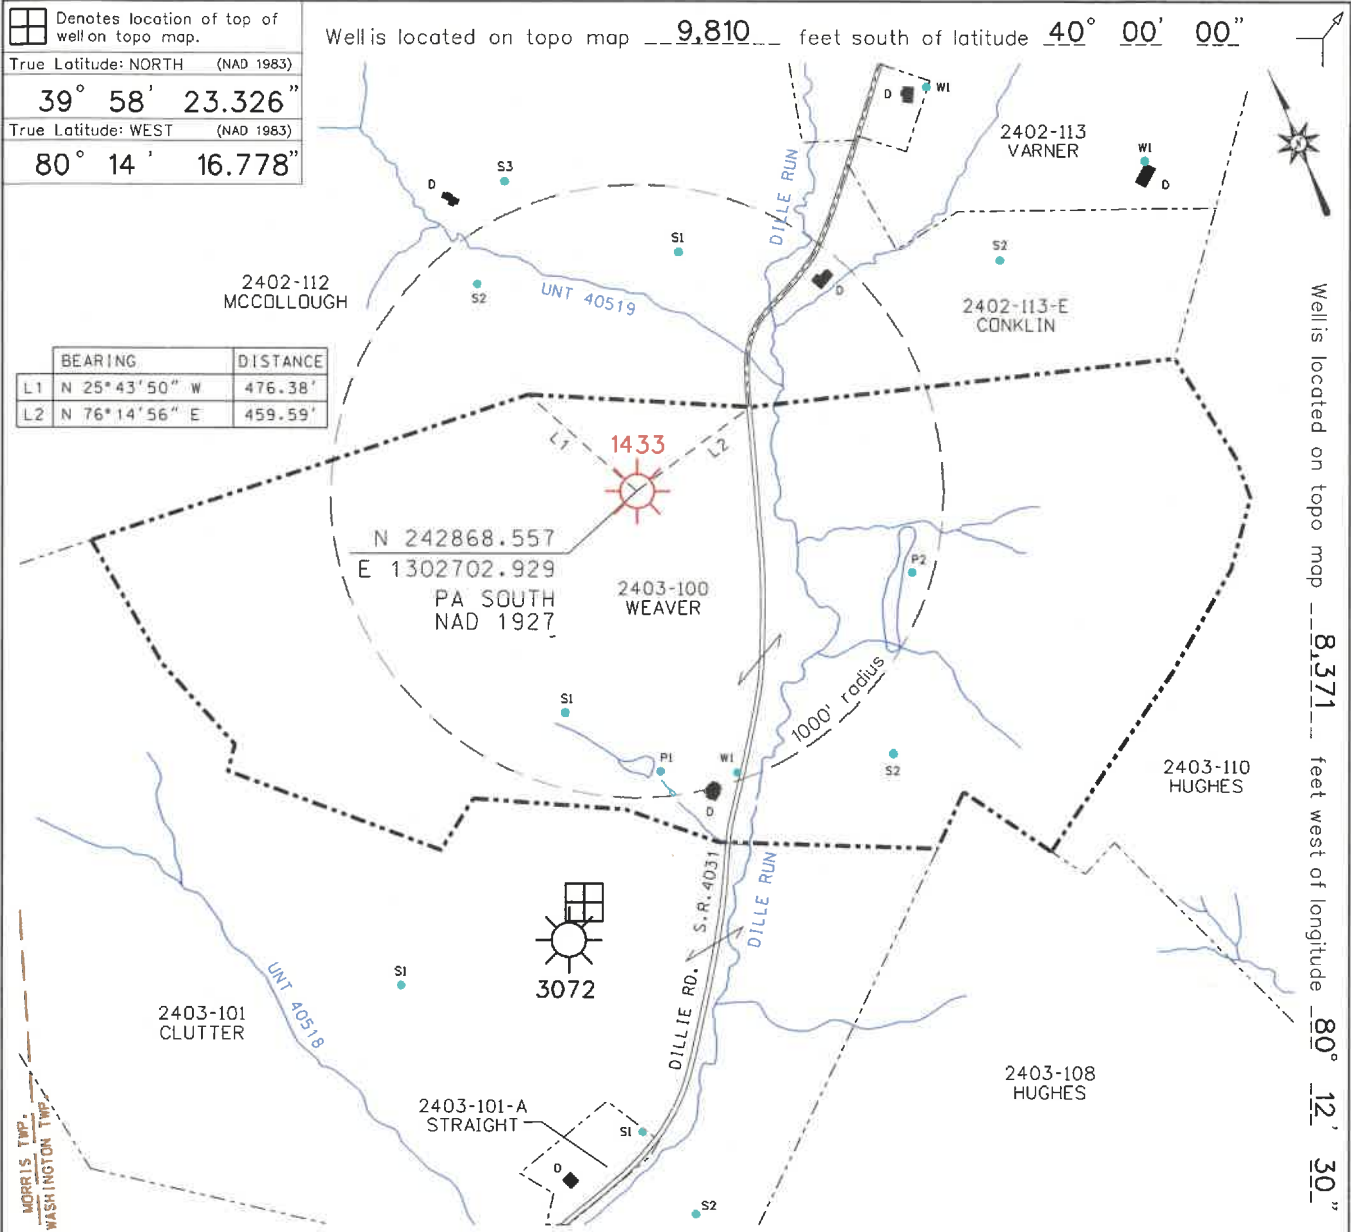 Denotes location of top of
well on topo map.
True Latitude: NORTH (NAD 1983)
39° 58' 23.326"
True Latitude: WEST (NAD 1983)
80° 14' 16.778"
Well is located on topo map 9,810 feet south of latitude 40° 00' 00"
D
W1
2402-113
VARNER
W1
D
DILLE RUN
S3
D
S1
S2
D
2402-112
MCCOLLOUGH
S2
UNT 40519
2402-113-E
CONKLIN
Well is located on topo map 8,371 feet west of longitude 80° 12' 30"
BEARING DISTANCE
L1 N 25°43'50" W 476.38'
L2 N 76°14'56" E 459.59'
L1
1433
L2
N 242868.557
E 1302702.929
PA SOUTH
NAD 1927
2403-100
WEAVER
P2
1000' radius
S1
P1
W1
D
S2
2403-110
HUGHES
S.R.4031
DILLE RUN
DILLIE RD.
3072
S1
UNT 40518
2403-101
CLUTTER
2403-108
HUGHES
2403-101-A
STRAIGHT
S1
D
S2
MORRIS TWP.
WASHINGTON TWP.